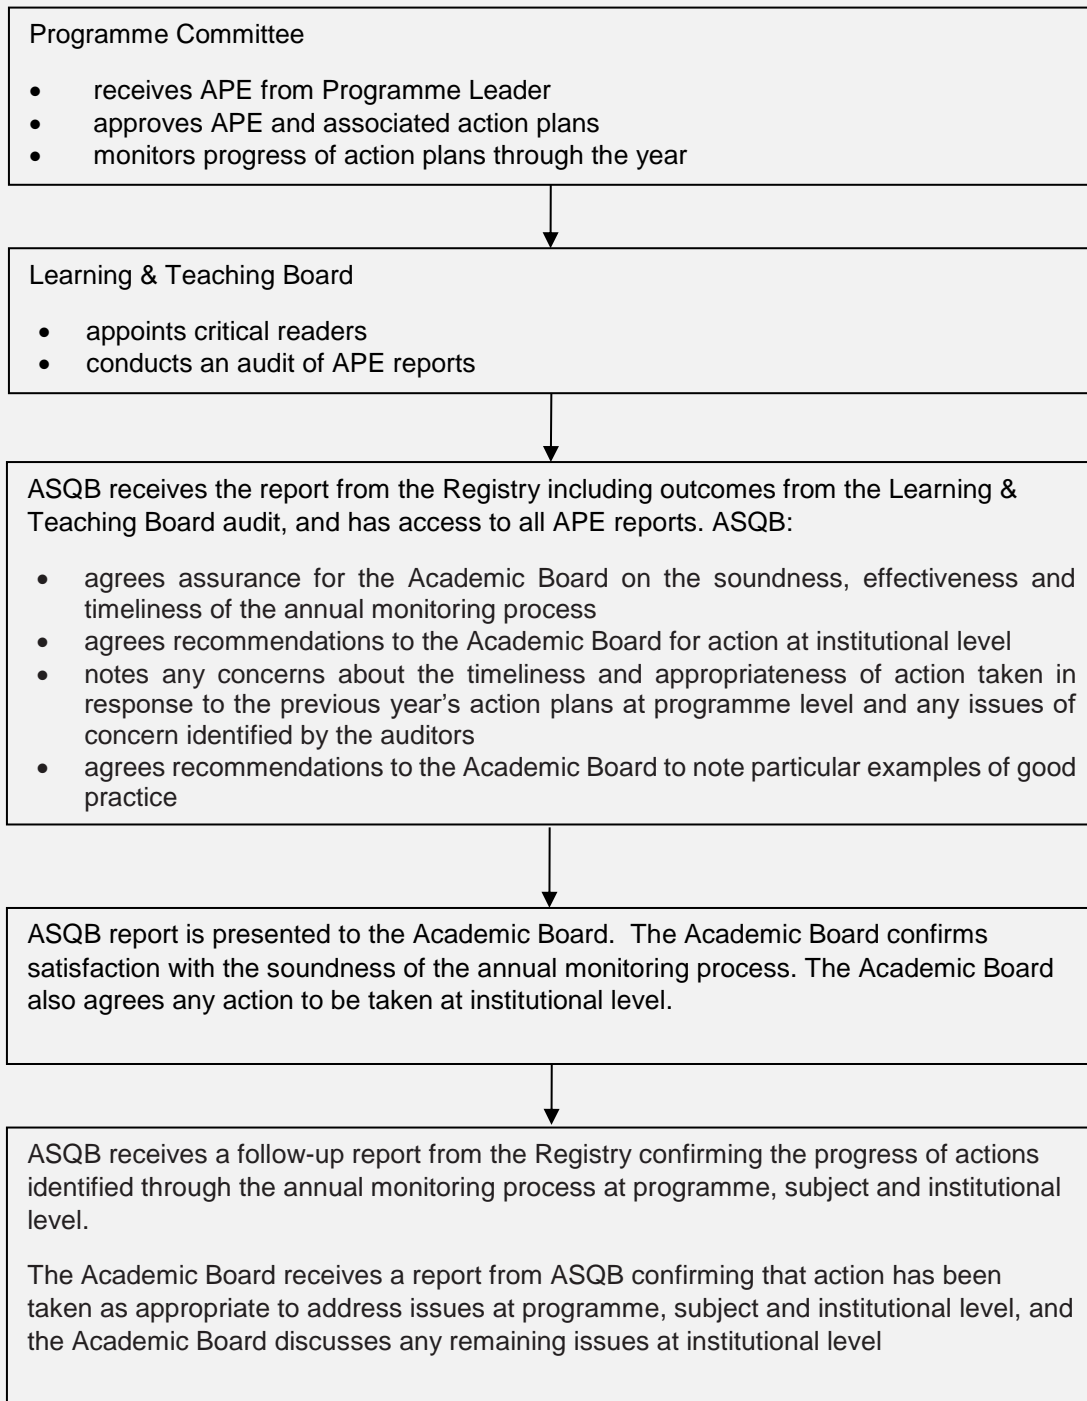 Programme Committee
• receives APE from Programme Leader
• approves APE and associated action plans
• monitors progress of action plans through the year
Learning & Teaching Board
• appoints critical readers
• conducts an audit of APE reports
ASQB receives the report from the Registry including outcomes from the Learning &
Teaching Board audit, and has access to all APE reports. ASQB:
• agrees assurance for the Academic Board on the soundness, effectiveness and
timeliness of the annual monitoring process
• agrees recommendations to the Academic Board for action at institutional level
• notes any concerns about the timeliness and appropriateness of action taken in
response to the previous year’s action plans at programme level and any issues of
concern identified by the auditors
• agrees recommendations to the Academic Board to note particular examples of good
practice
ASQB report is presented to the Academic Board.  The Academic Board confirms
satisfaction with the soundness of the annual monitoring process. The Academic Board
also agrees any action to be taken at institutional level.
ASQB receives a follow-up report from the Registry confirming the progress of actions
identified through the annual monitoring process at programme, subject and institutional
level.
The Academic Board receives a report from ASQB confirming that action has been
taken as appropriate to address issues at programme, subject and institutional level, and
the Academic Board discusses any remaining issues at institutional level